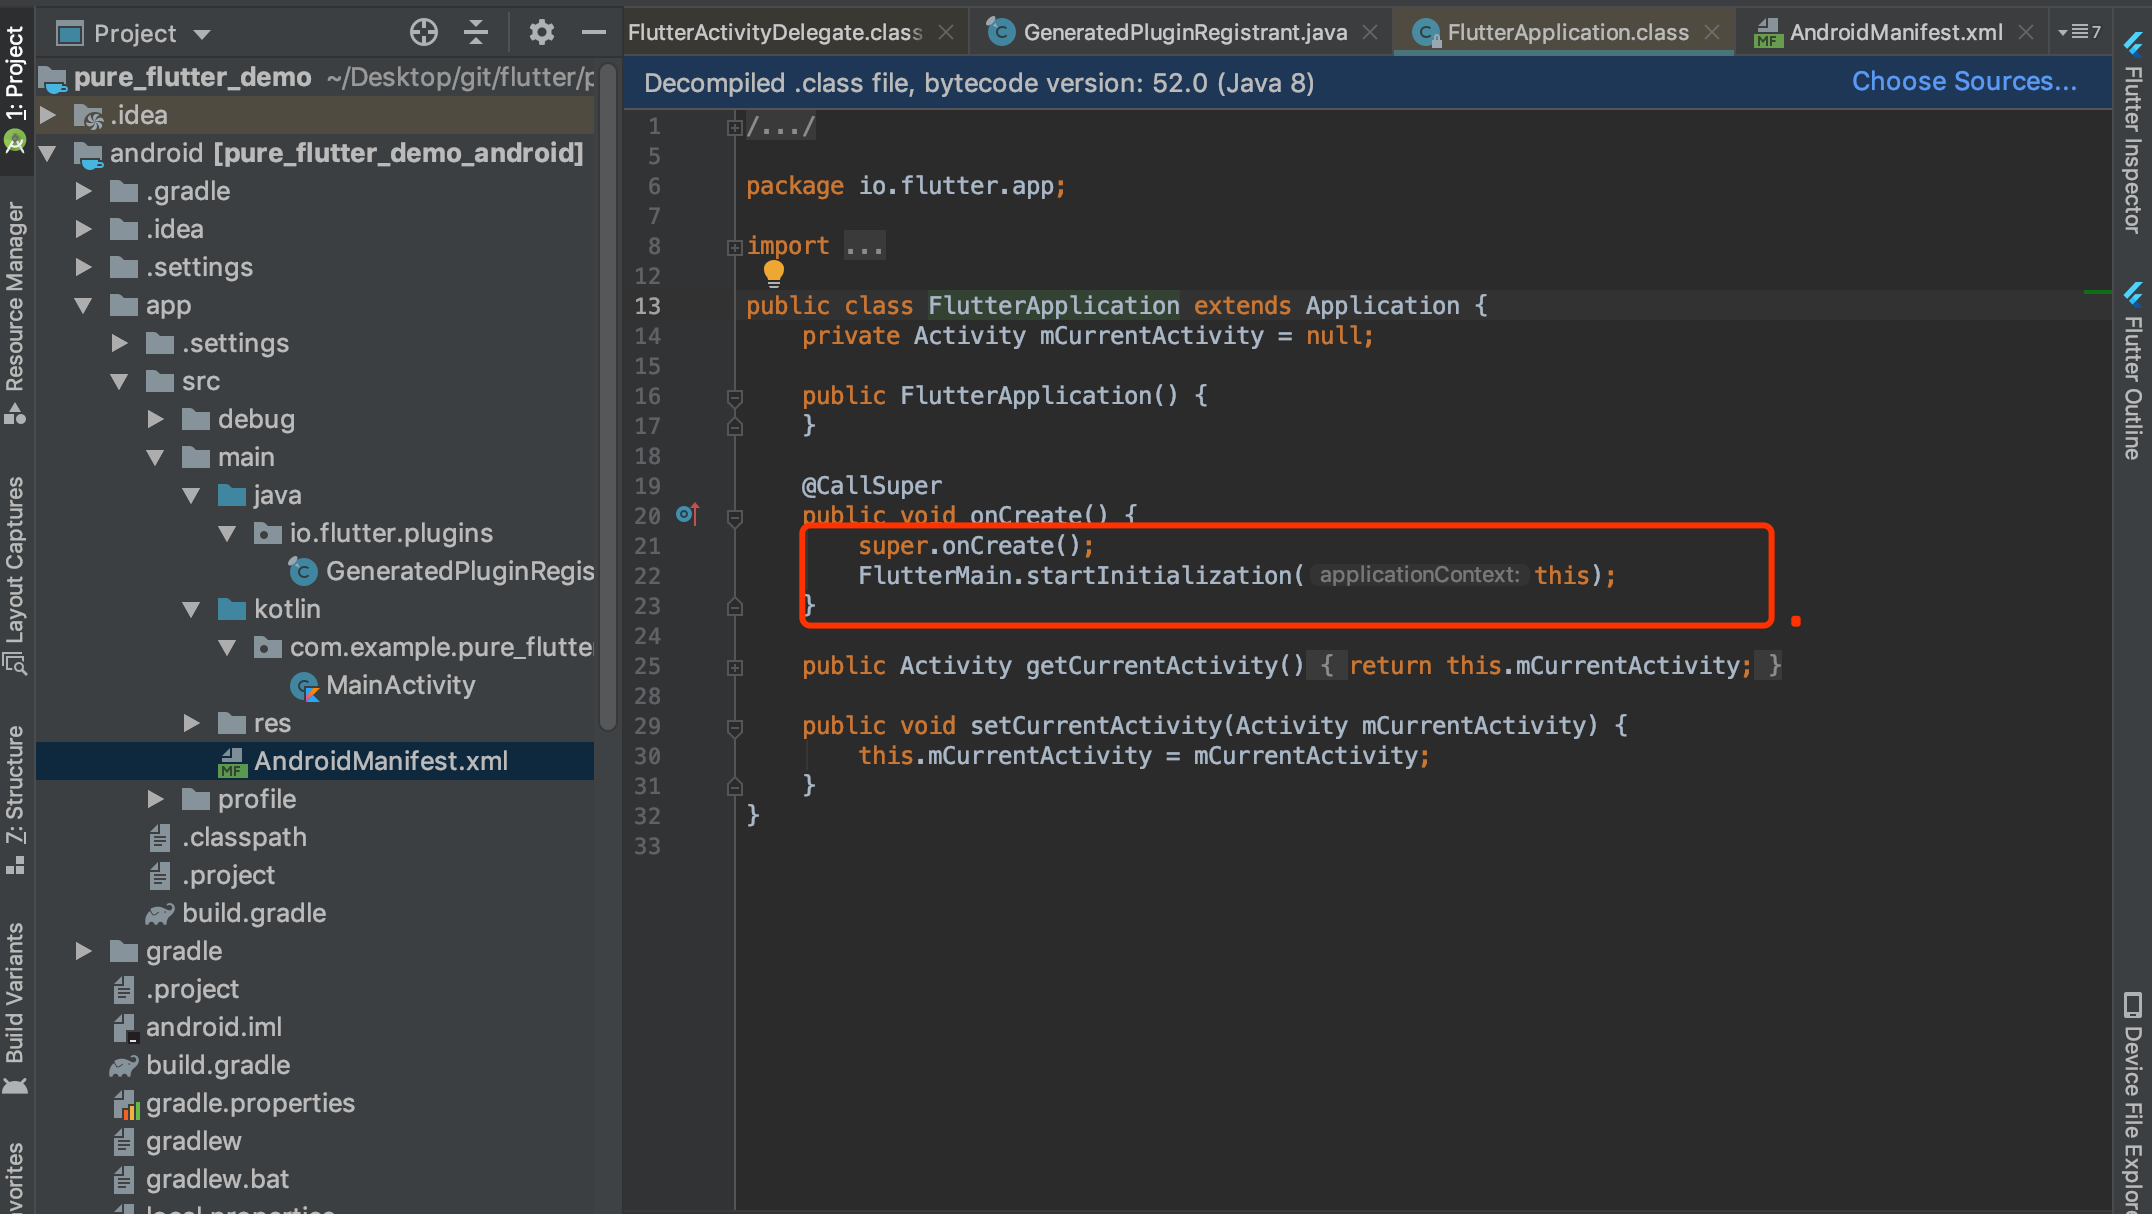 Project
FlutterActivityDelegate.class
GeneratedPluginRegistrant.java
FlutterApplication.class
AndroidManifest.xml
7
Decompiled .class file, bytecode version: 52.0 (Java 8)
Choose Sources...
1: Project
Resource Manager
Layout Captures
7: Structure
Build Variants
pure_flutter_demo ~/Desktop/git/flutter/p
.idea
android [pure_flutter_demo_android]
.gradle
.idea
.settings
app
.settings
src
debug
main
java
io.flutter.plugins
GeneratedPluginRegis
kotlin
com.example.pure_flutte
MainActivity
res
AndroidManifest.xml
MF
profile
.classpath
.project
build.gradle
gradle
.project
android.iml
build.gradle
gradle.properties
gradlew
gradlew.bat
1 /.../
5
6 package io.flutter.app;
7
8 import ...
12
13 public class FlutterApplication extends Application {
14 private Activity mCurrentActivity = null;
15
16 public FlutterApplication() {
17 }
18
19 @CallSuper
20 public void onCreate() {
21 super.onCreate();
22 FlutterMain.startInitialization( applicationContext: this);
23 }
24
25 public Activity getCurrentActivity() { return this.mCurrentActivity; }
28
29 public void setCurrentActivity(Activity mCurrentActivity) {
30 this.mCurrentActivity = mCurrentActivity;
31 }
32 }
33
Flutter Inspector
Flutter Outline
Device File Explor